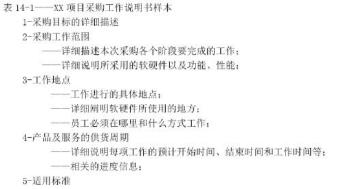 表 14-1——XX 项目采购工作说明书样本
1-采购目标的详细描述
2-采购工作范围
——详细描述本次采购各个阶段要完成的工作;
——详细说明所采用的软硬件以及功能、性能;
3-工作地点
——工作进行的具体地点;
——详细阐明软硬件所使用的地方;
——员工必须在哪里和什么方式工作;
4-产品及服务的供货周期
——详细说明每项工作的预计开始时间、结束时间和工作时间等;
——相关的进度信息;
5-适用标准